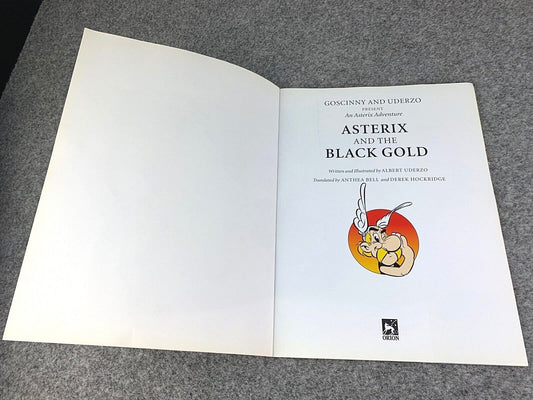 GOSCINNY AND UDERZO
PRESENT
An Asterix Adventure
ASTERIX
AND THE
BLACK GOLD
Written and Illustrated by ALBERT UDERZO
Translated by ANTHEA BELL and DEREK HOCKRIDGE
ORION